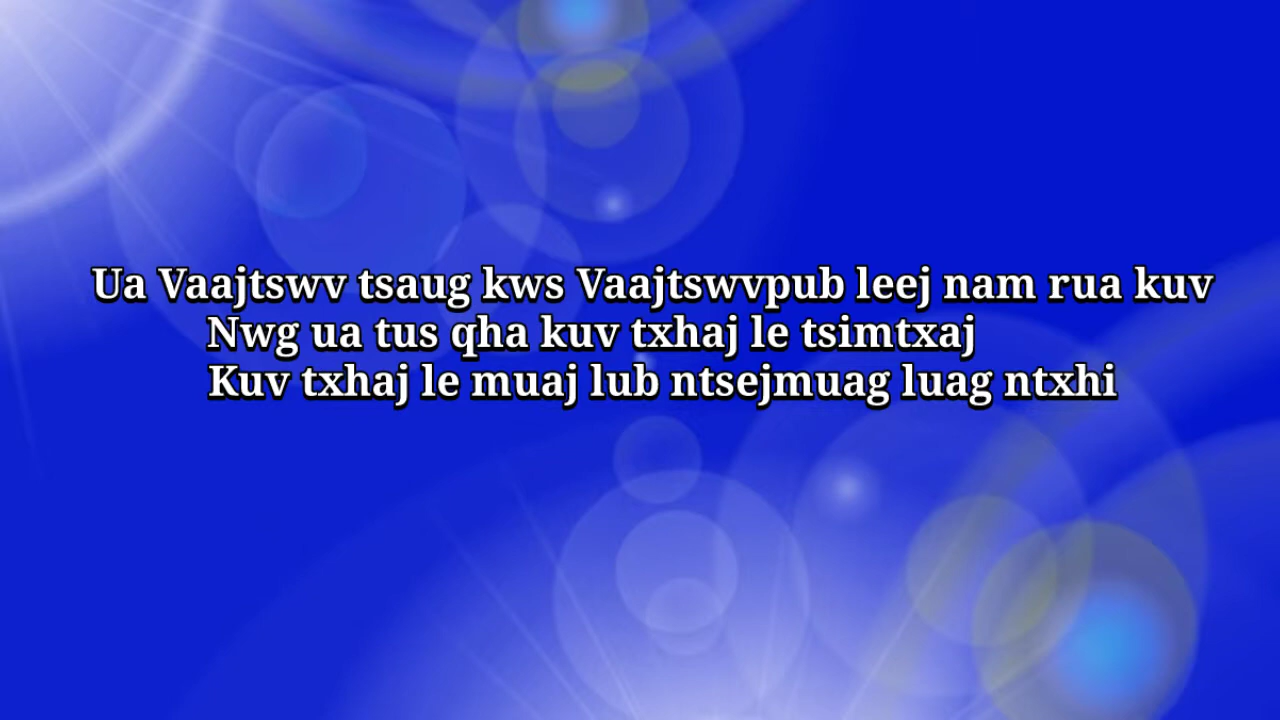 Ua Vaajtswv tsaug kws Vaajtswvpub leej nam rua kuv
Nwg ua tus qha kuv txhaj le tsimtxaj
Kuv txhaj le muaj lub ntsejmuag luag ntxhi